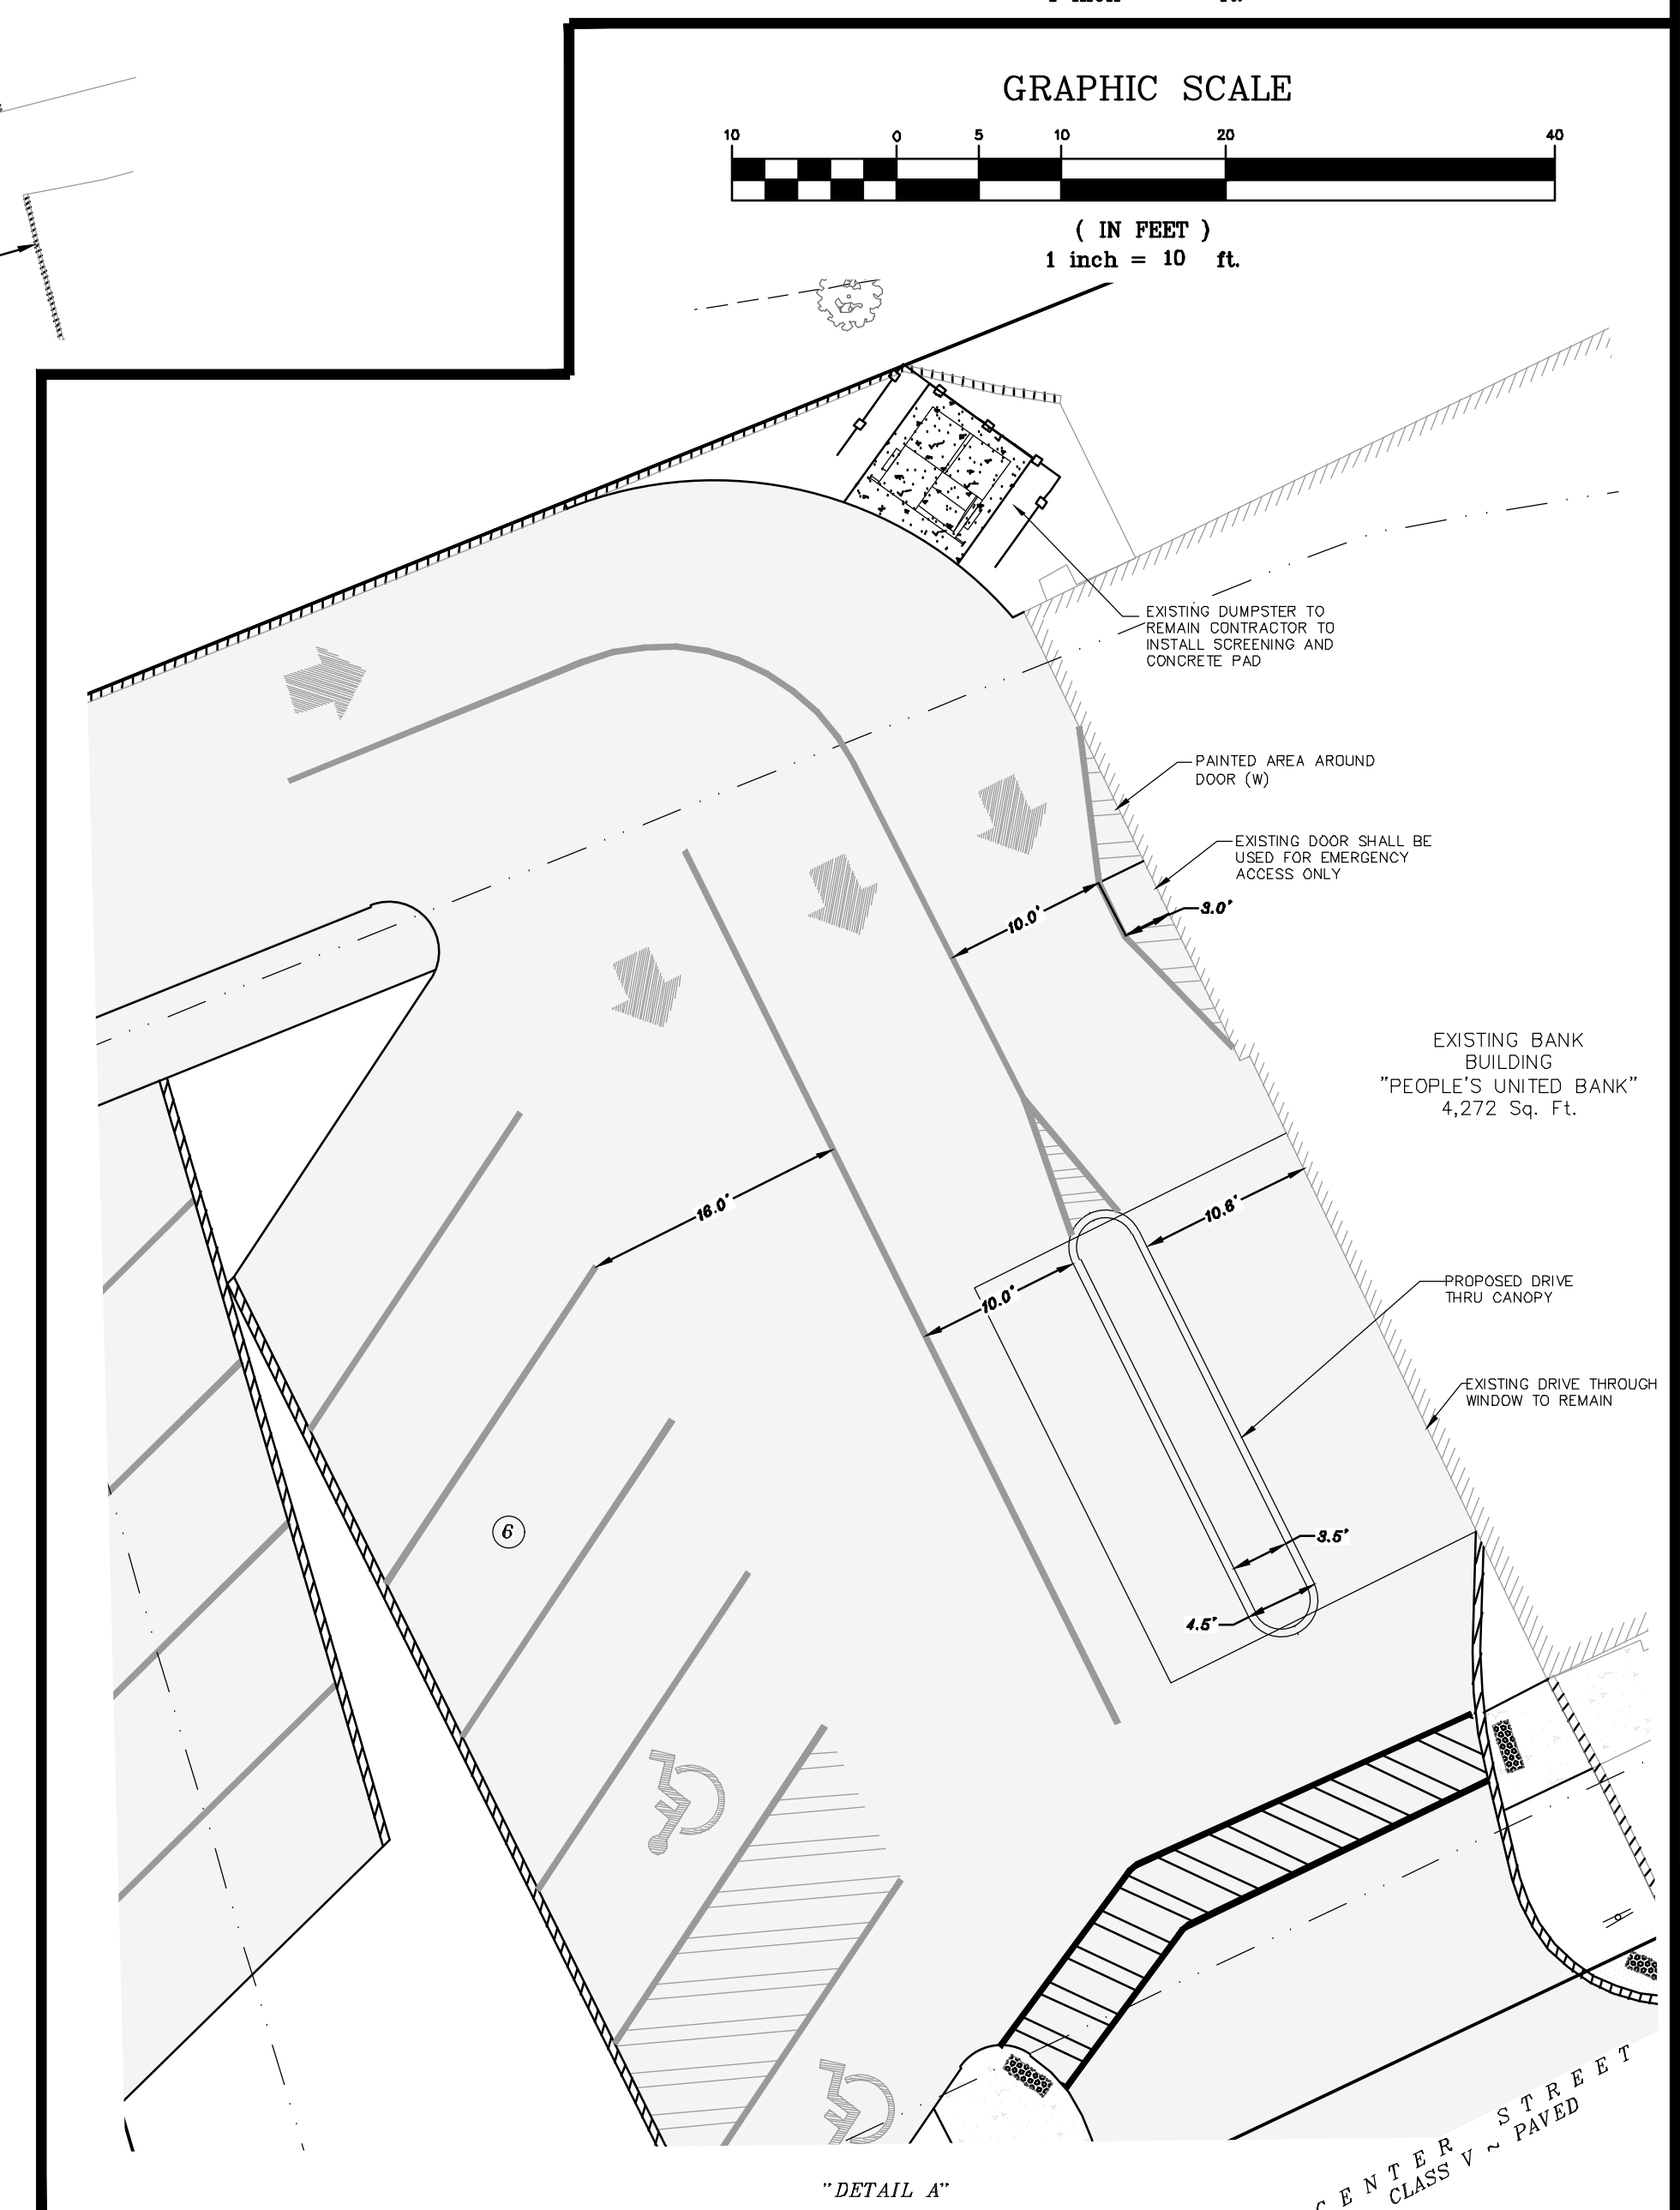 GRAPHIC SCALE
10 0 5 10 20 40
( IN FEET )
1 inch = 10 ft.
EXISTING DUMPSTER TO
REMAIN CONTRACTOR TO
INSTALL SCREENING AND
CONCRETE PAD
PAINTED AREA AROUND
DOOR (W)
EXISTING DOOR SHALL BE
USED FOR EMERGENCY
ACCESS ONLY
3.0'
10.0'
EXISTING BANK
BUILDING
"PEOPLE'S UNITED BANK"
4,272 Sq. Ft.
16.0'
10.6'
10.0'
PROPOSED DRIVE
THRU CANOPY
EXISTING DRIVE THROUGH
WINDOW TO REMAIN
6
3.5'
4.5'
CENTER STREET
CLASS V ~ PAVED
"DETAIL A"